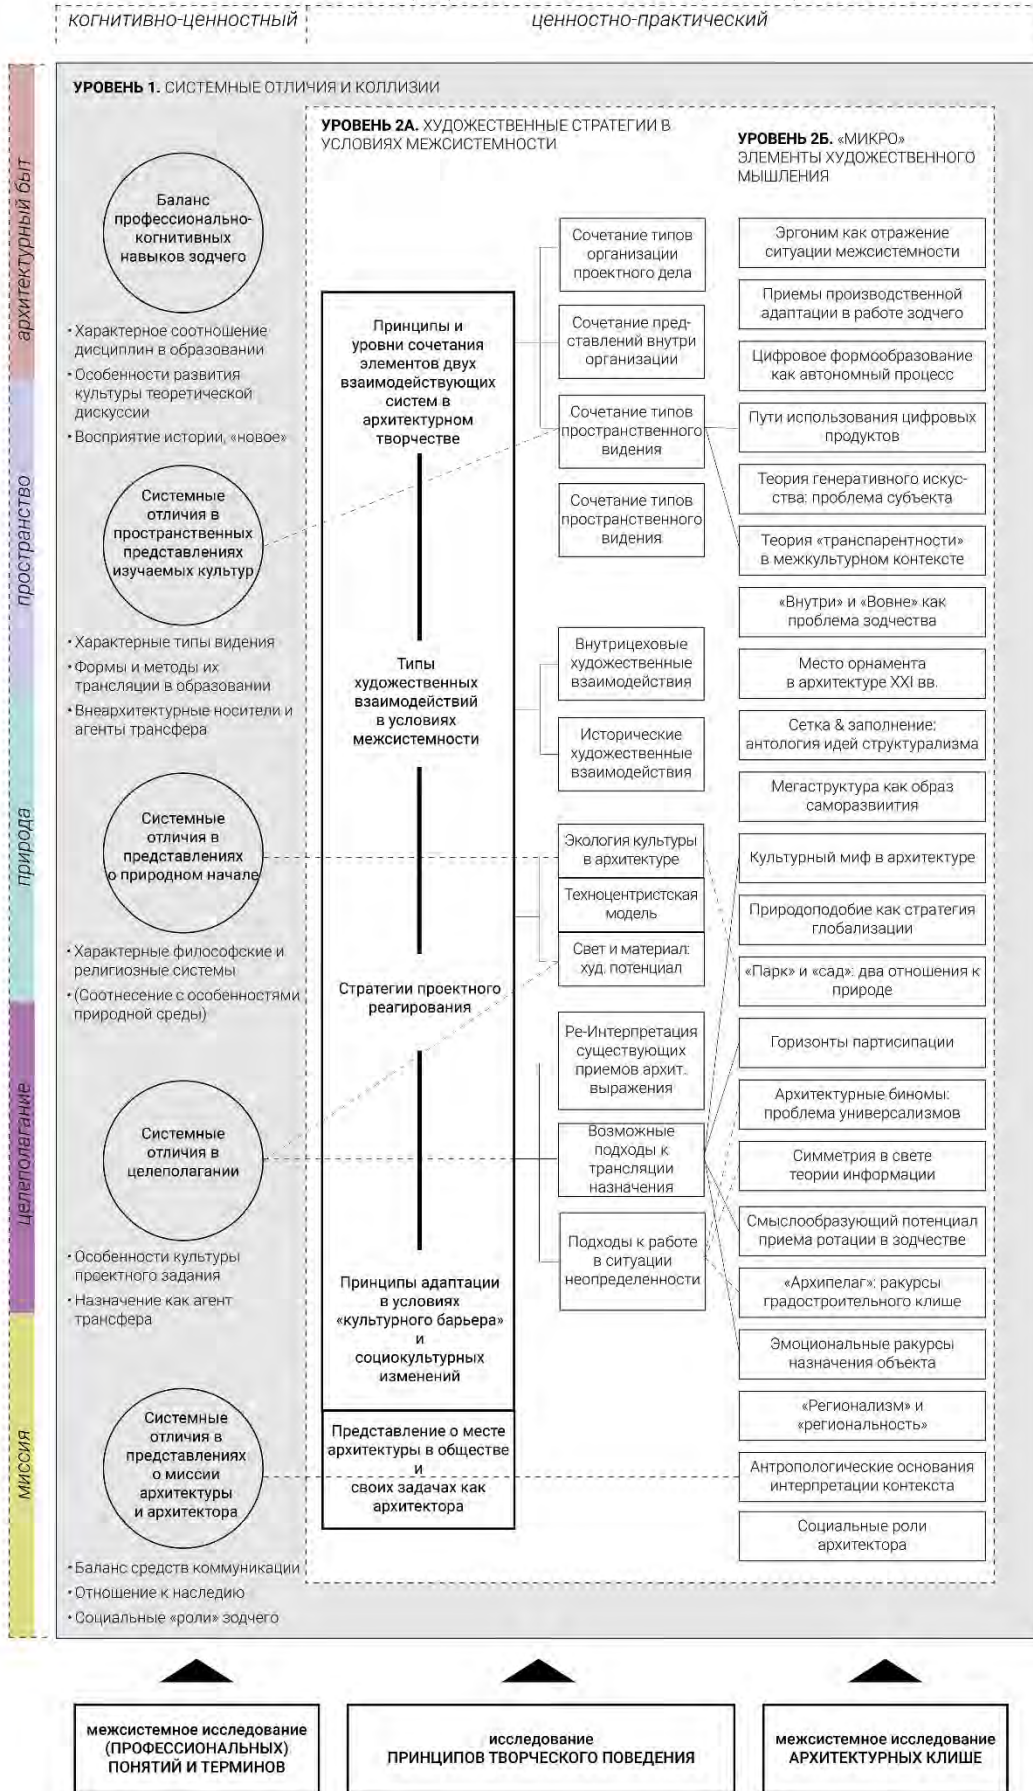 когнитивно-ценностный
ценностно-практический
архитектурный быт
пространство
природа
целеполагание
миссия
УРОВЕНЬ 1. СИСТЕМНЫЕ ОТЛИЧИЯ И КОЛЛИЗИИ
Баланс
профессионально-
когнитивных
навыков зодчего
• Характерное соотношение
дисциплин в образовании
• Особенности развития
культуры теоретической
дискуссии
• Восприятие истории, «новое»
Системные
отличия в
пространственных
представлениях
изучаемых культур
• Характерные типы видения
• Формы и методы их
трансляции в образовании
• Внеархитектурные носители и
агенты трансфера
Системные
отличия в
представлениях
о природном начале
• Характерные философские и
религиозные системы
• (Соотнесение с особенностями
природной среды)
Системные
отличия в
целеполагании
• Особенности культуры
проектного задания
• Назначение как агент
трансфера
Системные
отличия в
представлениях
о миссии
архитектуры
и архитектора
• Баланс средств коммуникации
• Отношение к наследию
• Социальные «роли» зодчего
УРОВЕНЬ 2А. ХУДОЖЕСТВЕННЫЕ СТРАТЕГИИ В
УСЛОВИЯХ МЕЖСИСТЕМНОСТИ
Принципы и
уровни сочетания
элементов двух
взаимодействующих
систем в
архитектурном
творчестве
Типы
художественных
взаимодействий
в условиях
межсистемности
Стратегии проектного
реагирования
Принципы адаптации
в условиях
«культурного барьера»
и
социокультурных
изменений
Представление о месте
архитектуры в обществе
и
своих задачах как
архитектора
Сочетание типов
организации
проектного дела
Сочетание пред-
ставлений внутри
организации
Сочетание типов
пространственного
видения
Сочетание типов
пространственного
видения
Внутрицеховые
художественные
взаимодействия
Исторические
художественные
взаимодействия
Экология культуры
в архитектуре
Техноцентристская
модель
Свет и материал:
худ. потенциал
Ре-Интерпретация
существующих
приемов архит.
выражения
Возможные
подходы к
трансляции
назначения
Подходы к работе
в ситуации
неопределенности
УРОВЕНЬ 2Б. «МИКРО»
ЭЛЕМЕНТЫ ХУДОЖЕСТВЕННОГО
МЫШЛЕНИЯ
Эргоним как отражение
ситуации межсистемности
Приемы производственной
адаптации в работе зодчего
Цифровое формообразование
как автономный процесс
Пути использования цифровых
продуктов
Теория генеративного искус-
ства: проблема субъекта
Теория «транспарентности»
в межкультурном контексте
«Внутри» и «Вовне» как
проблема зодчества
Место орнамента
в архитектуре XXI вв.
Сетка & заполнение:
антология идей структурализма
Мегаструктура как образ
саморазвиития
Культурный миф в архитектуре
Природоподобие как стратегия
глобализации
«Парк» и «сад»: два отношения к
природе
Горизонты партисипации
Архитектурные биномы:
проблема универсализмов
Симметрия в свете
теории информации
Смыслообразующий потенциал
приема ротации в зодчестве
«Архипелаг»: ракурсы
градостроительного клише
Эмоциональные ракурсы
назначения объекта
«Регионализм» и
«региональность»
Антропологические основания
интерпретации контекста
Социальные роли
архитектора
межсистемное исследование
(ПРОФЕССИОНАЛЬНЫХ)
ПОНЯТИЙ И ТЕРМИНОВ
исследование
ПРИНЦИПОВ ТВОРЧЕСКОГО ПОВЕДЕНИЯ
межсистемное исследование
АРХИТЕКТУРНЫХ КЛИШЕ